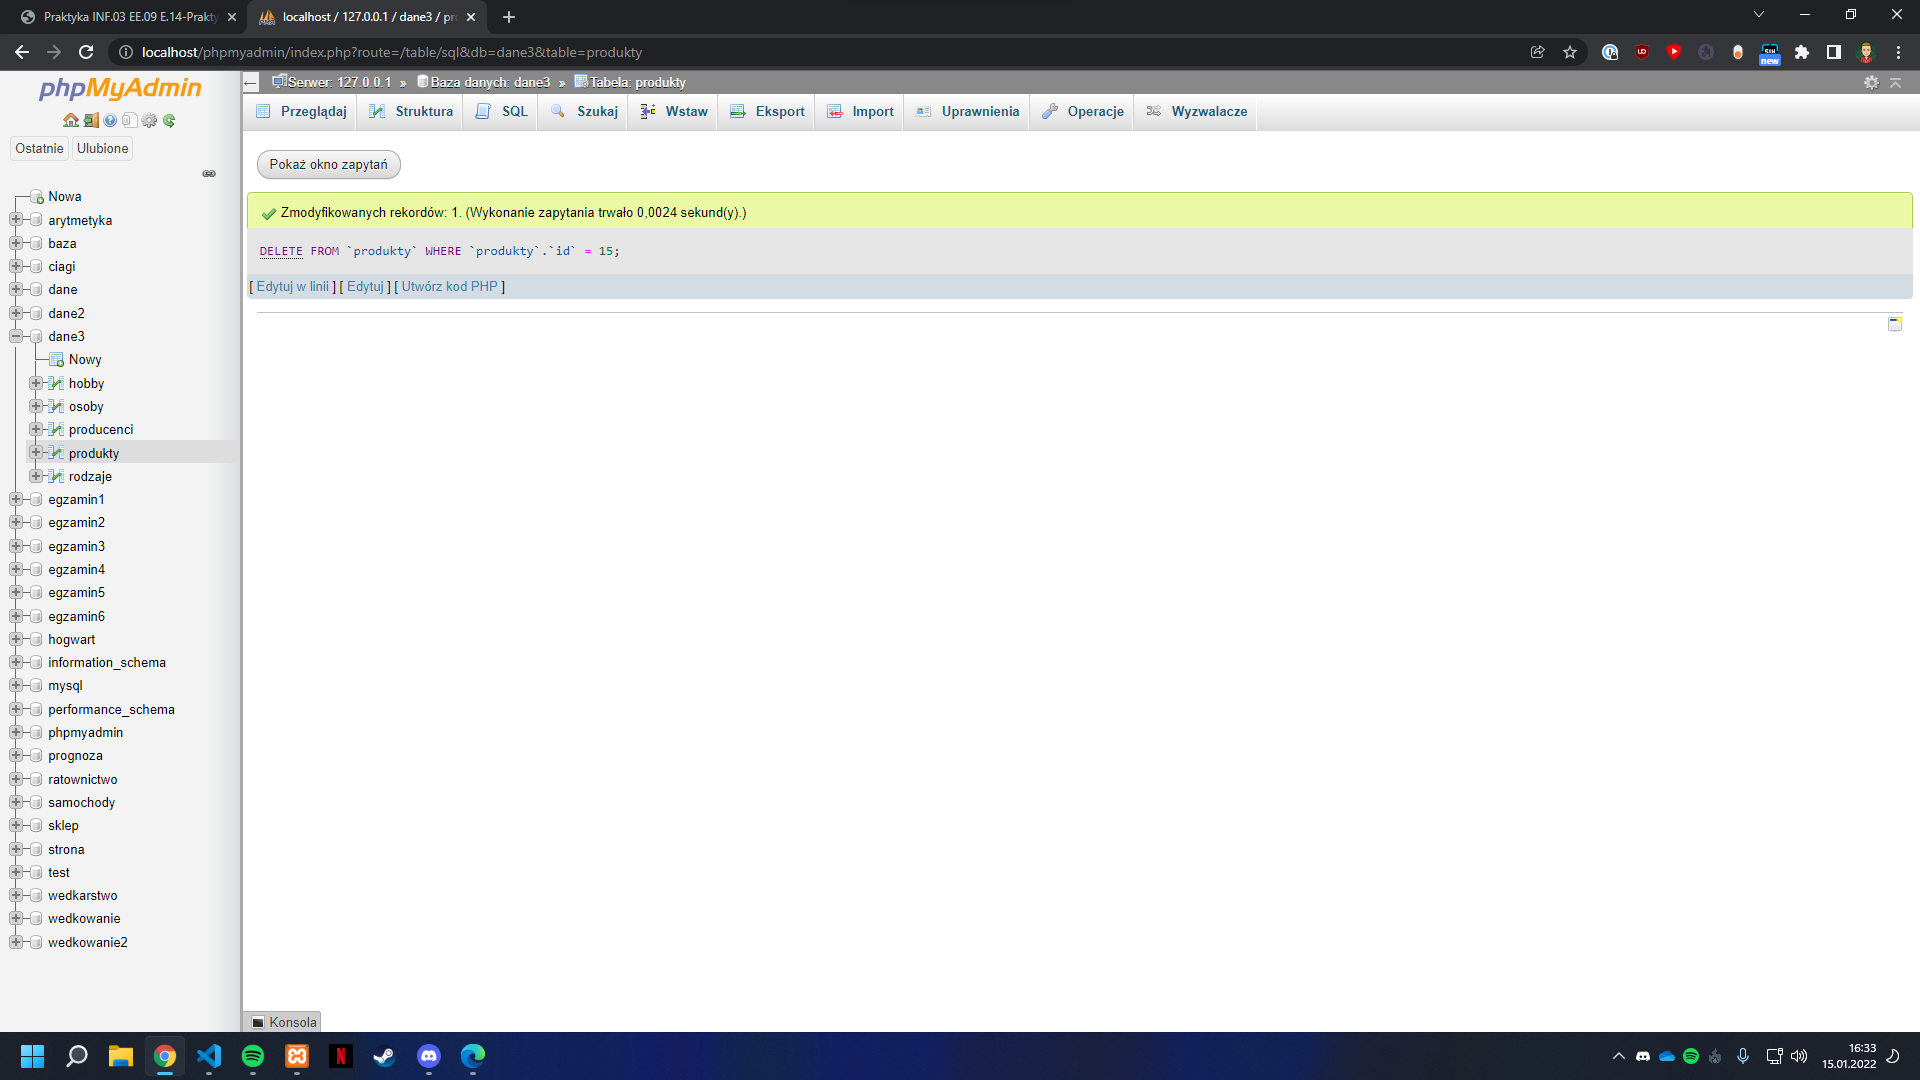 Praktyka INF.03 EE.09 E.14-Prakty
localhost / 127.0.0.1 / dane3 / pro
localhost/phpmyadmin/index.php?route=/table/sql&db=dane3&table=produkty
new
phpMyAdmin
Ostatnie
Ulubione
Nowa
arytmetyka
baza
ciagi
dane
dane2
dane3
Nowy
hobby
osoby
producenci
produkty
rodzaje
egzamin1
egzamin2
egzamin3
egzamin4
egzamin5
egzamin6
hogwart
information_schema
mysql
performance_schema
phpmyadmin
prognoza
ratownictwo
samochody
sklep
strona
test
wedkarstwo
wedkowanie
wedkowanie2
Serwer: 127.0.0.1 » Baza danych: dane3 » Tabela: produkty
Przeglądaj Struktura SQL Szukaj Wstaw Eksport Import Uprawnienia Operacje Wyzwalacze
Pokaż okno zapytań
Zmodyfikowanych rekordów: 1. (Wykonanie zapytania trwało 0,0024 sekund(y).)
DELETE FROM `produkty` WHERE `produkty`.`id` = 15;
[ Edytuj w linii ] [ Edytuj ] [ Utwórz kod PHP ]
Konsola
16:33
15.01.2022